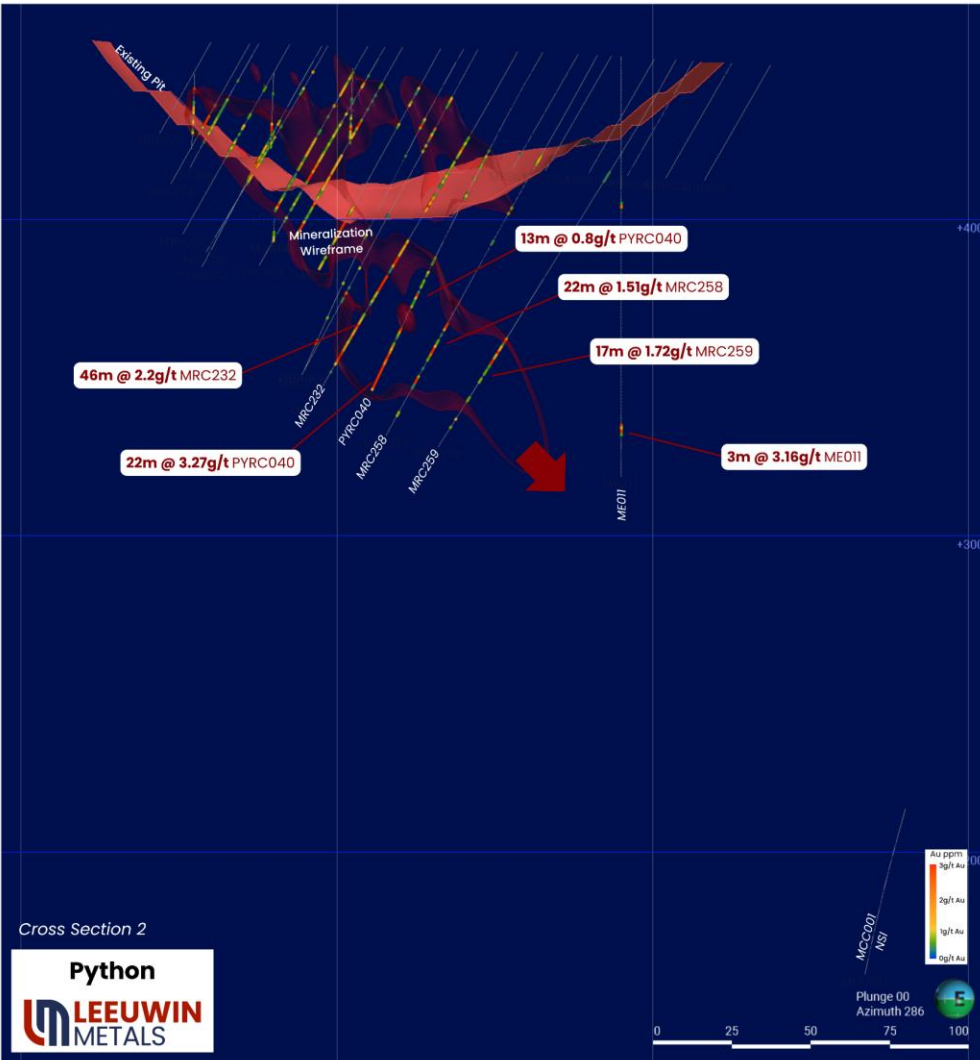 Existing Pit
+400
Mineralization
Wireframe
13m @ 0.8g/t PYRC040
22m @ 1.51g/t MRC258
17m @ 1.72g/t MRC259
46m @ 2.2g/t MRC232
MRC232
PYRC040
22m @ 3.27g/t PYRC040
MRC258
MRC259
3m @ 3.16g/t ME011
ME011
+300
Au ppm
3g/t Au
2g/t Au
1g/t Au
0g/t Au
MCC001
NSI
Cross Section 2
Python
LEEUWIN
METALS
Plunge 00
Azimuth 286
E
0 25 50 75 100